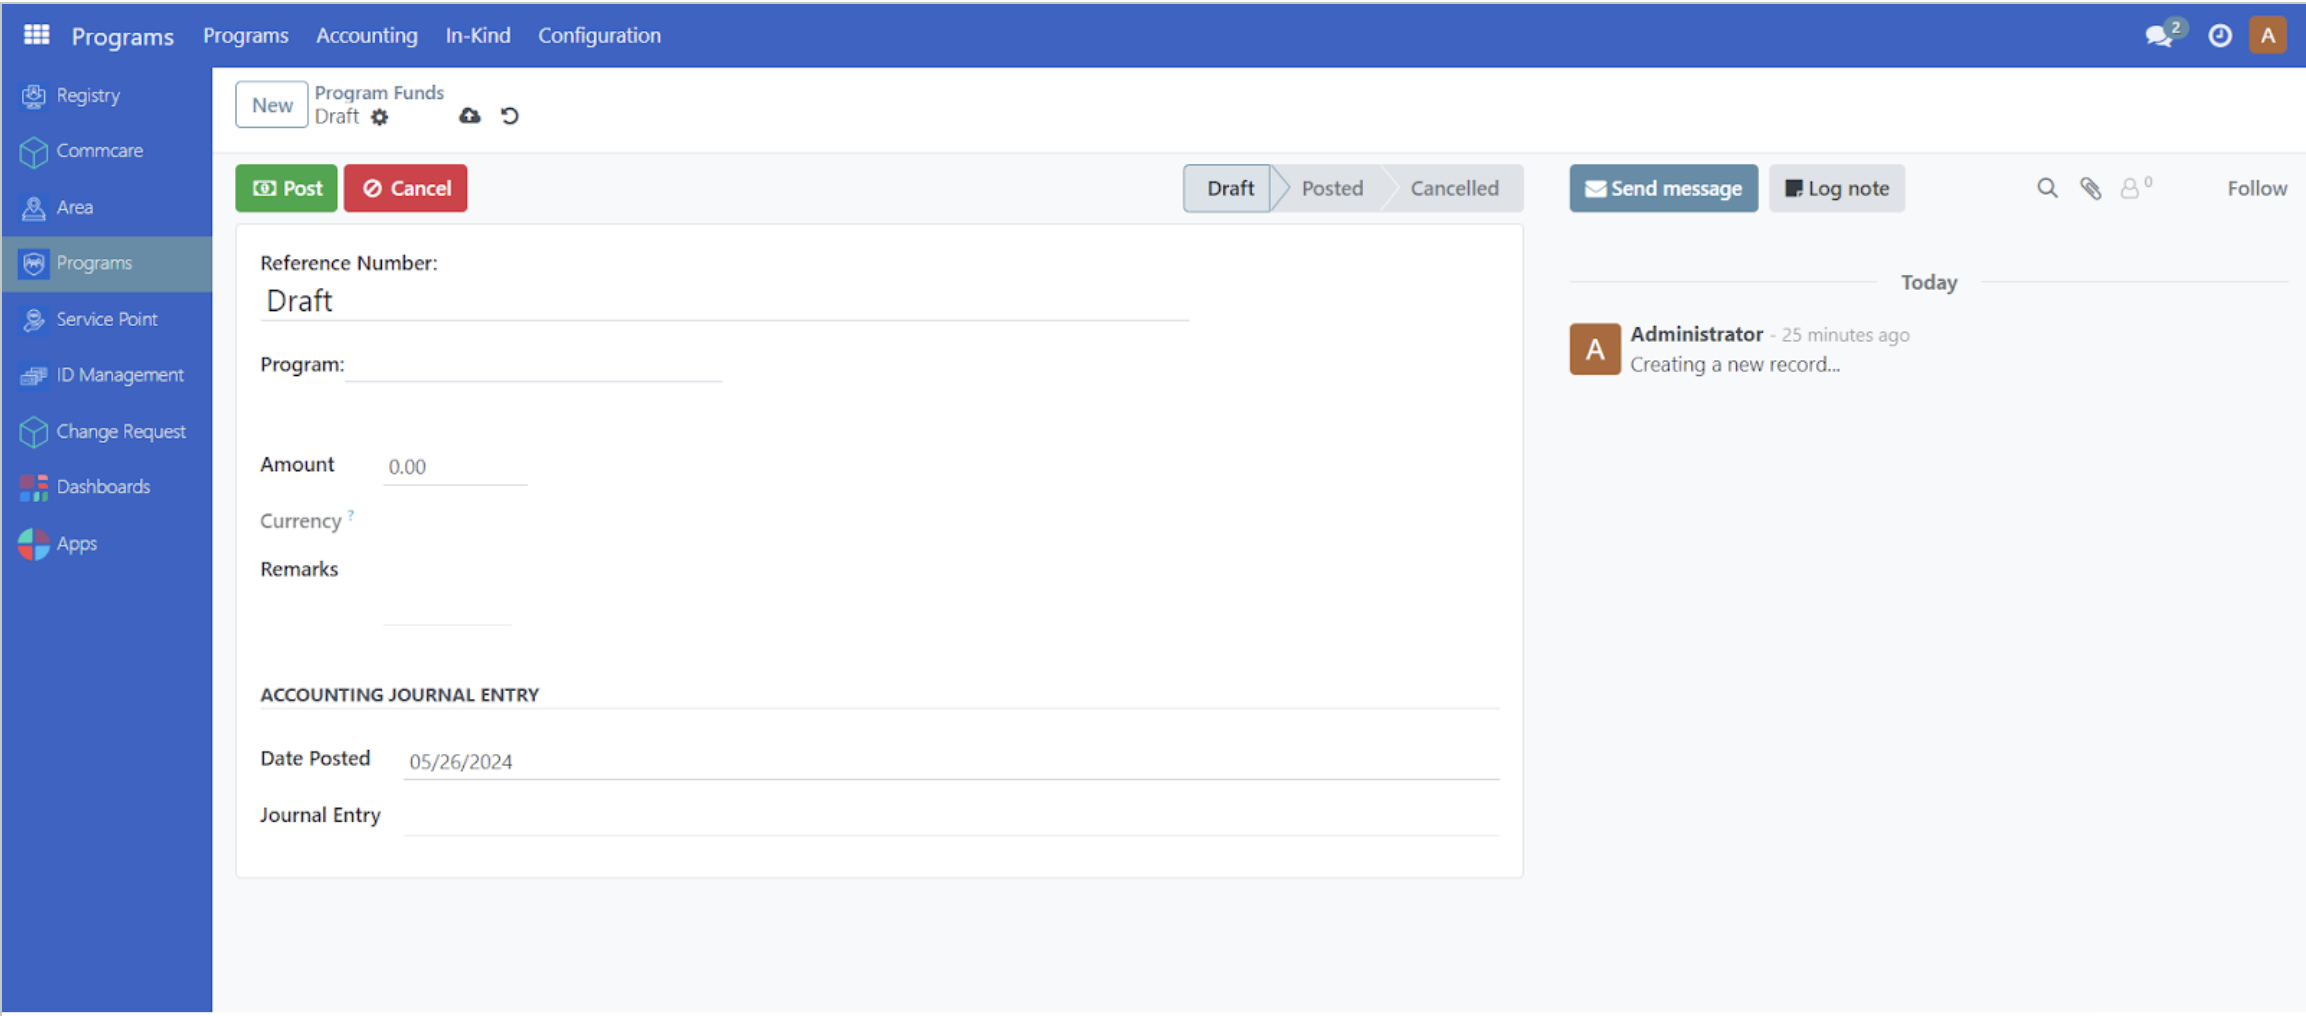 Programs Programs Accounting In-Kind Configuration 2 A
Registry
Commcare
Area
Programs
Service Point
ID Management
Change Request
Dashboards
Apps
New Program Funds
Draft
Post Cancel Draft Posted Cancelled
Reference Number:
Draft
Program:
Amount 0.00
Currency ?
Remarks
ACCOUNTING JOURNAL ENTRY
Date Posted 05/26/2024
Journal Entry
Send message Log note 0 Follow
Today
A Administrator - 25 minutes ago
Creating a new record...